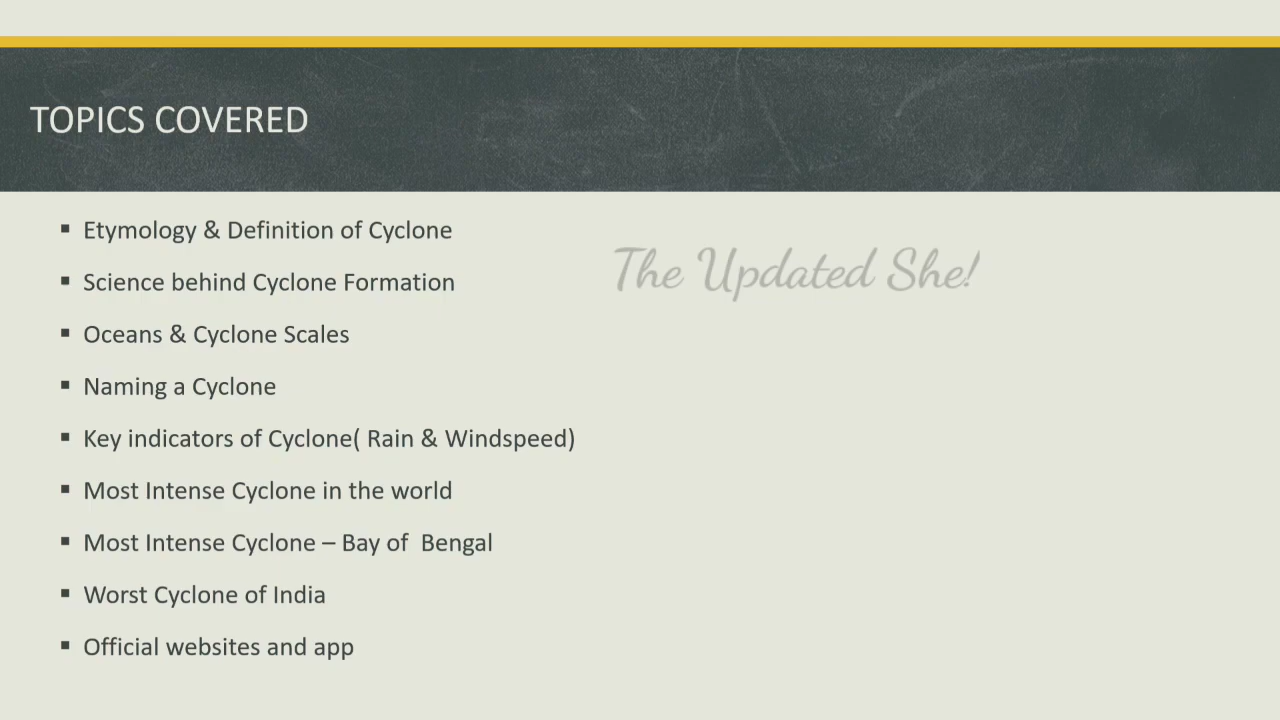 TOPICS COVERED
▪ Etymology & Definition of Cyclone
The Updated She!
▪ Science behind Cyclone Formation
▪ Oceans & Cyclone Scales
▪ Naming a Cyclone
▪ Key indicators of Cyclone( Rain & Windspeed)
▪ Most Intense Cyclone in the world
▪ Most Intense Cyclone – Bay of  Bengal
▪ Worst Cyclone of India
▪ Official websites and app